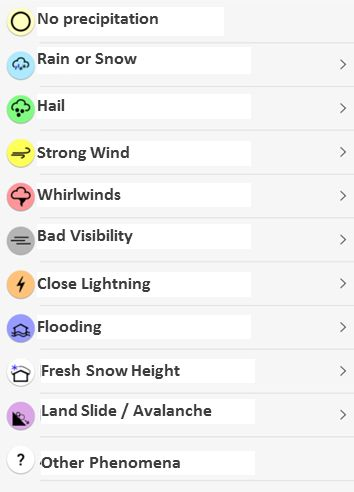 No precipitation
Rain or Snow
Hail
Strong Wind
Whirlwinds
Bad Visibility
Close Lightning
Flooding
Fresh Snow Height
Land Slide / Avalanche
? Other Phenomena